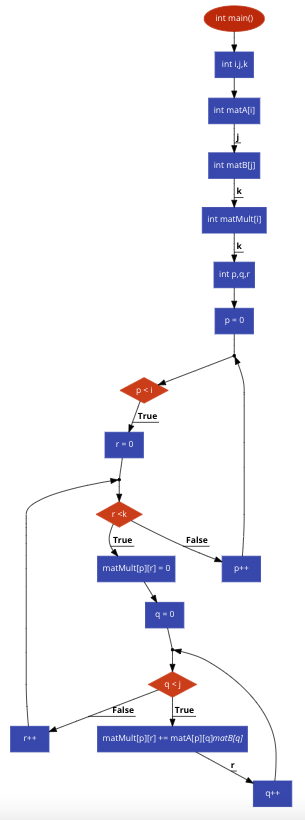 int main()
int i,j,k
int matA[i]
j
int matB[j]
k
int matMult[i]
k
int p,q,r
p = 0
p < i
True
r = 0
r <k
True
False
matMult[p][r] = 0
p++
q = 0
q < j
False
True
r++
matMult[p][r] += matA[p][q]matB[q]
r
q++